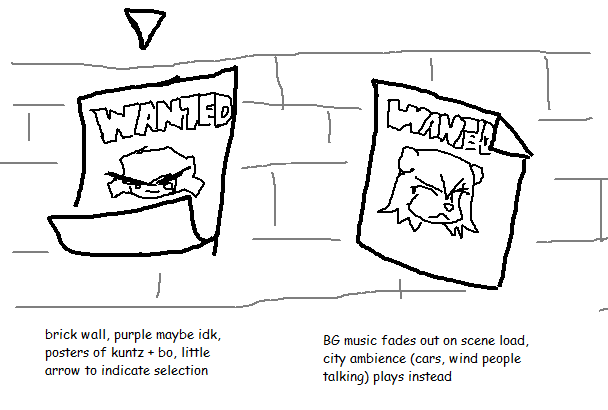 WANTED
WANTED
brick wall, purple maybe idk,
posters of kuntz + bo, little
arrow to indicate selection
BG music fades out on scene load,
city ambience (cars, wind people
talking) plays instead